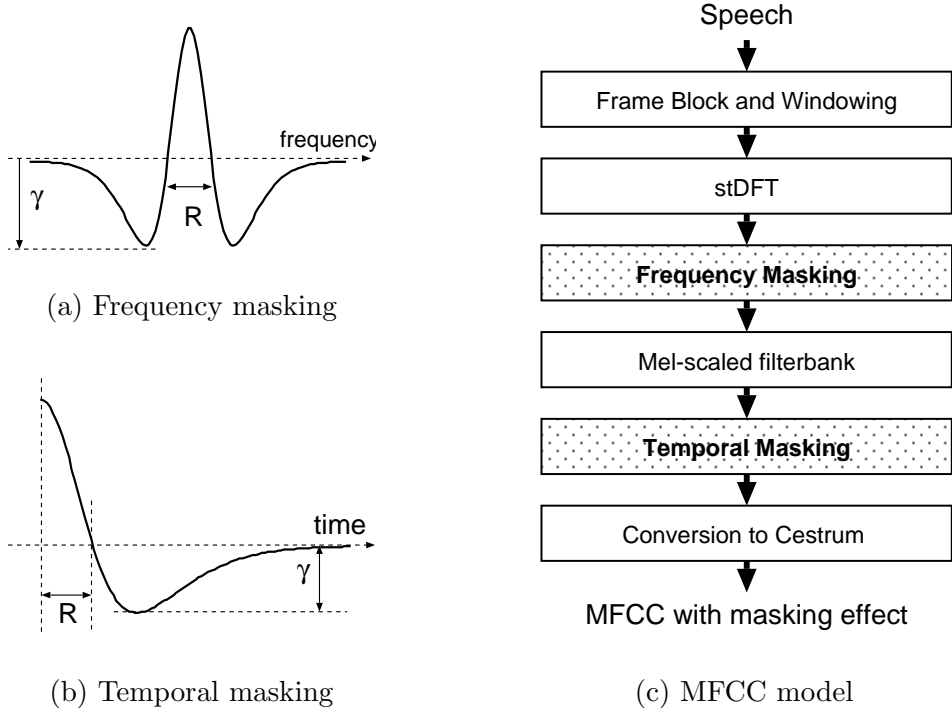 frequency
γ
R
(a) Frequency masking
time
γ
R
(b) Temporal masking
Speech
Frame Block and Windowing
stDFT
Frequency Masking
Mel-scaled filterbank
Temporal Masking
Conversion to Cestrum
MFCC with masking effect
(c) MFCC model